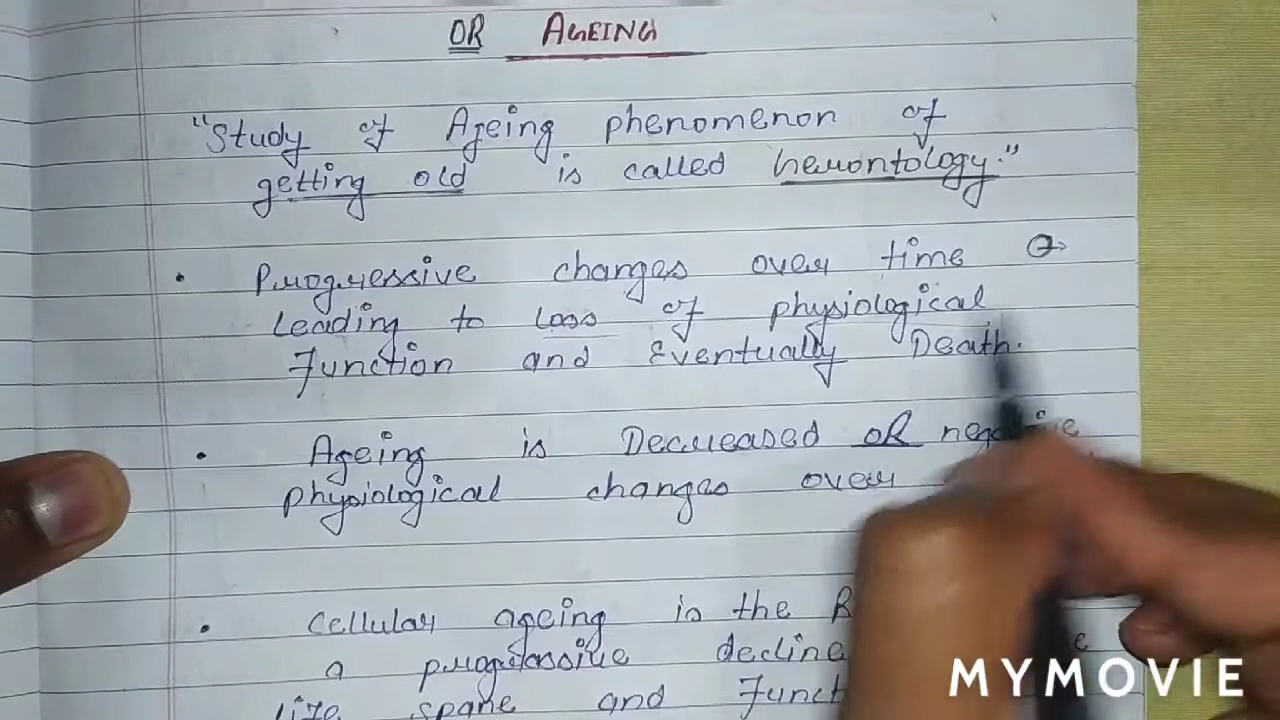 OR AGEING
"Study of Ageing phenomenon of
getting old is called herontology."
• Progressive changes over time
Leading to Loss of physiological
Function and Eventually Death.
• Ageing is Decreased OR negative
physiological changes over
• Cellular ageing is the R
a progressive decline
life spane and Funct
MYMOVIE